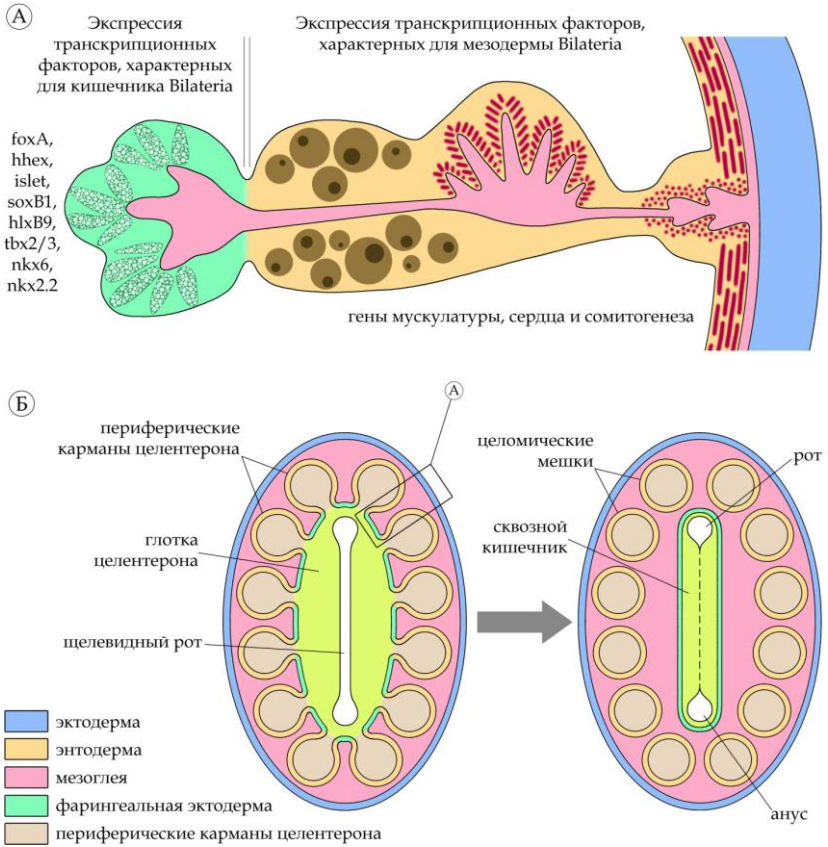 А
Экспрессия
транскрипционных
факторов, характерных
для кишечника Bilateria
Экспрессия транскрипционных факторов,
характерных для мезодермы Bilateria
foxA,
hhex,
islet,
soxB1,
hlxB9,
tbx2/3,
nkx6,
nkx2.2
гены мускулатуры, сердца и сомитогенеза
Б
А
периферические
карманы целентерона
глотка
целентерона
щелевидный рот
целомические
мешки
рот
сквозной
кишечник
анус
эктодерма
энтодерма
мезоглея
фарингеальная эктодерма
периферические карманы целентерона